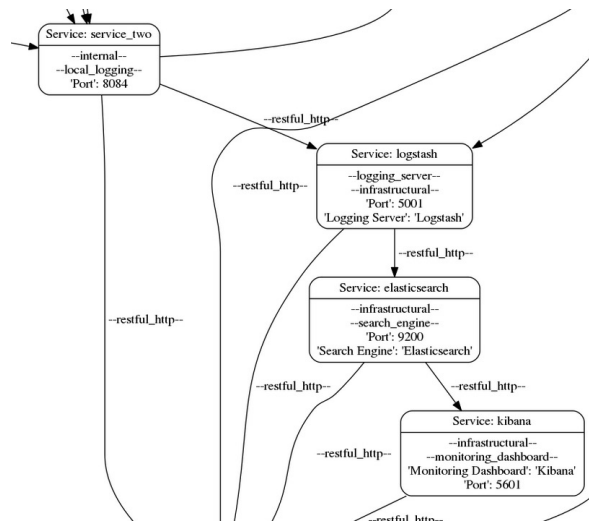 Service: service_two
--internal--
--local_logging--
'Port': 8084
--restful_http--
Service: logstash
--logging_server--
--infrastructural--
'Port': 5001
'Logging Server': 'Logstash'
--restful_http--
--restful_http--
Service: elasticsearch
--infrastructural--
--search_engine--
'Port': 9200
'Search Engine': 'Elasticsearch'
--restful_http--
--restful_http--
--restful_http--
Service: kibana
--infrastructural--
--monitoring_dashboard--
'Monitoring Dashboard': 'Kibana'
'Port': 5601
--restful_http--
--restful_http--